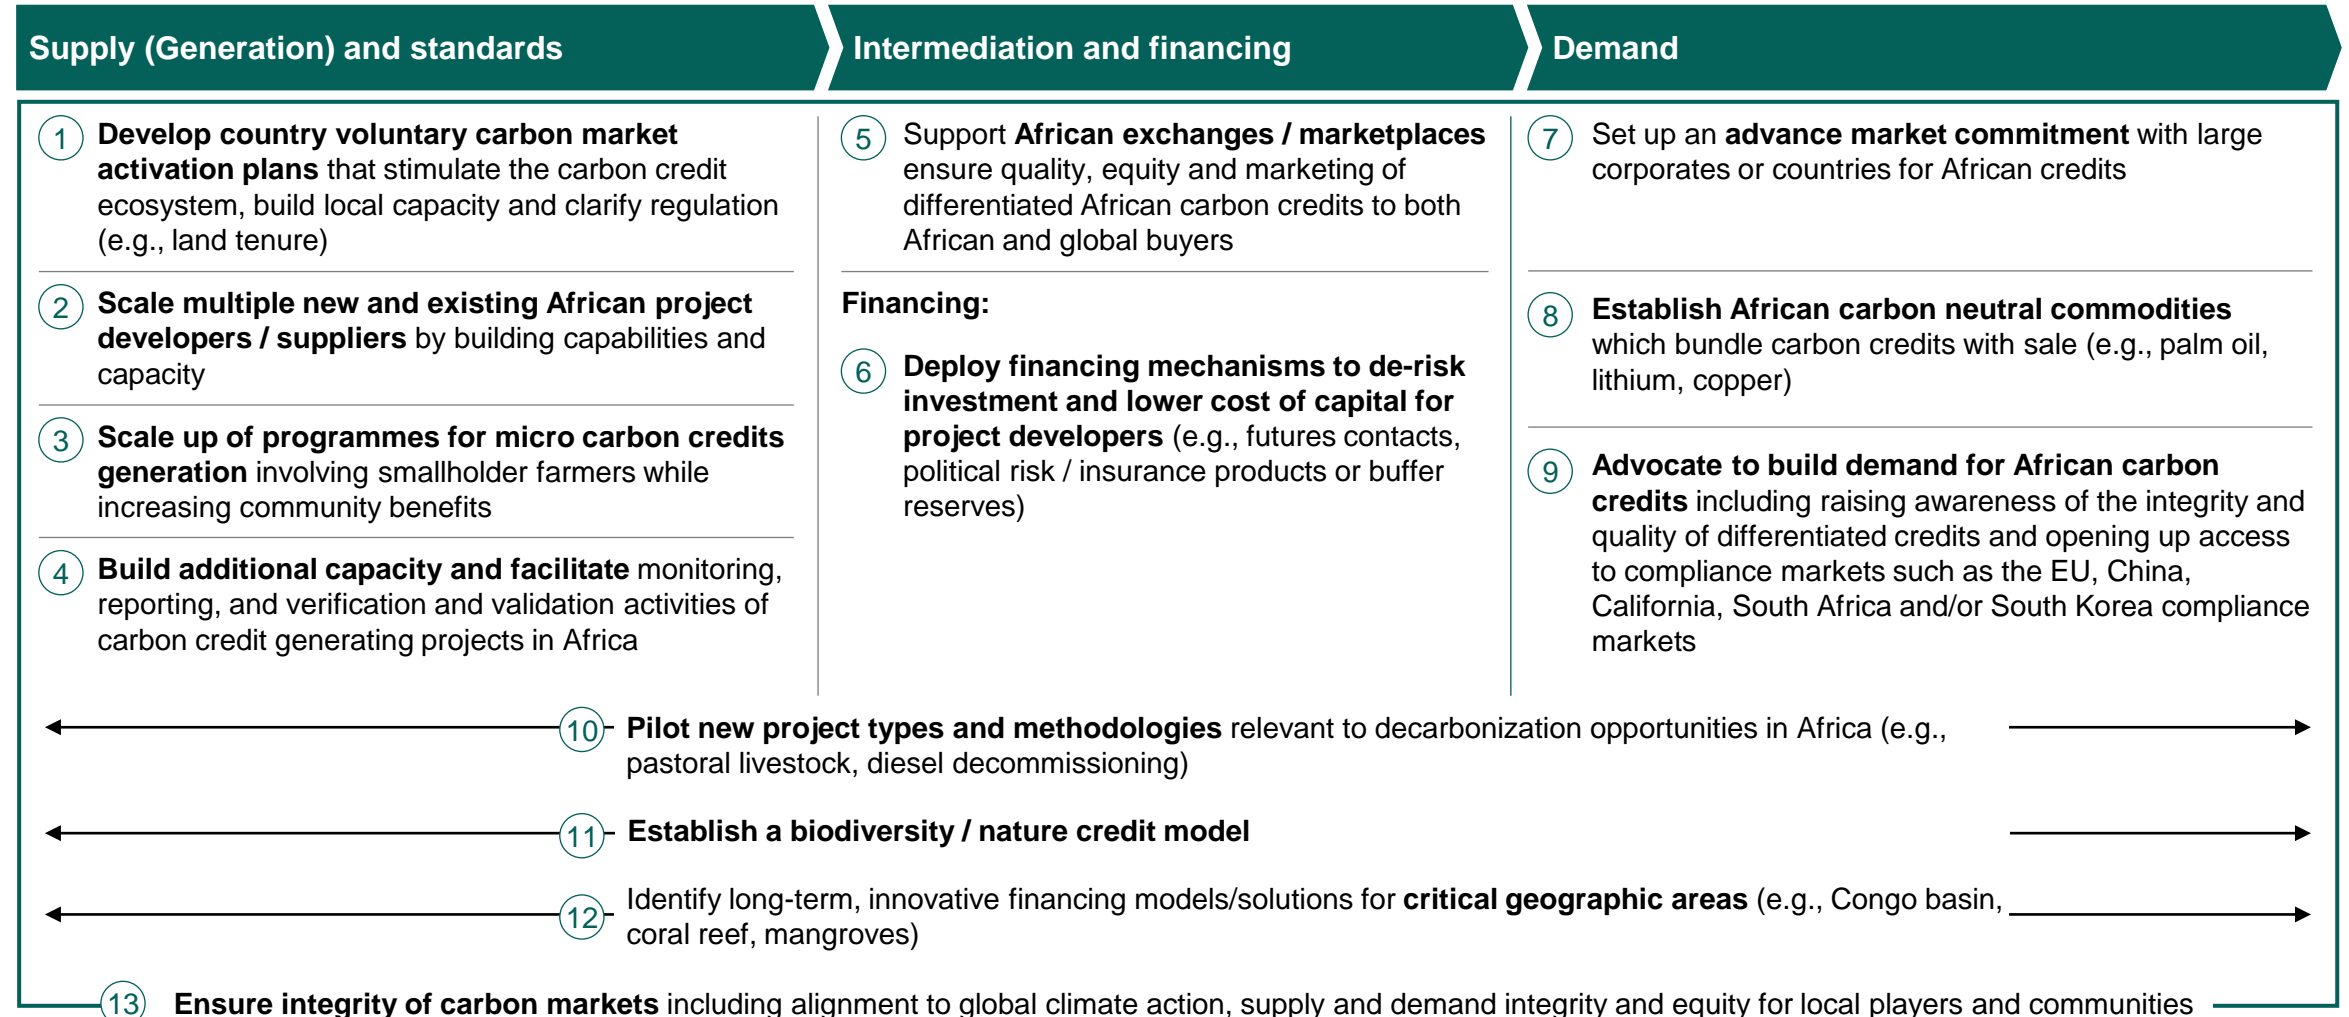 Supply (Generation) and standards
Intermediation and financing
Demand
1
Develop country voluntary carbon market
activation plans that stimulate the carbon credit
ecosystem, build local capacity and clarify regulation
(e.g., land tenure)
2
Scale multiple new and existing African project
developers / suppliers by building capabilities and
capacity
3
Scale up of programmes for micro carbon credits
generation involving smallholder farmers while
increasing community benefits
4
Build additional capacity and facilitate monitoring,
reporting, and verification and validation activities of
carbon credit generating projects in Africa
5
Support African exchanges / marketplaces
ensure quality, equity and marketing of
differentiated African carbon credits to both
African and global buyers
Financing:
6
Deploy financing mechanisms to de-risk
investment and lower cost of capital for
project developers (e.g., futures contacts,
political risk / insurance products or buffer
reserves)
7
Set up an advance market commitment with large
corporates or countries for African credits
8
Establish African carbon neutral commodities
which bundle carbon credits with sale (e.g., palm oil,
lithium, copper)
9
Advocate to build demand for African carbon
credits including raising awareness of the integrity and
quality of differentiated credits and opening up access
to compliance markets such as the EU, China,
California, South Africa and/or South Korea compliance
markets
10
Pilot new project types and methodologies relevant to decarbonization opportunities in Africa (e.g.,
pastoral livestock, diesel decommissioning)
11
Establish a biodiversity / nature credit model
12
Identify long-term, innovative financing models/solutions for critical geographic areas (e.g., Congo basin,
coral reef, mangroves)
13
Ensure integrity of carbon markets including alignment to global climate action, supply and demand integrity and equity for local players and communities